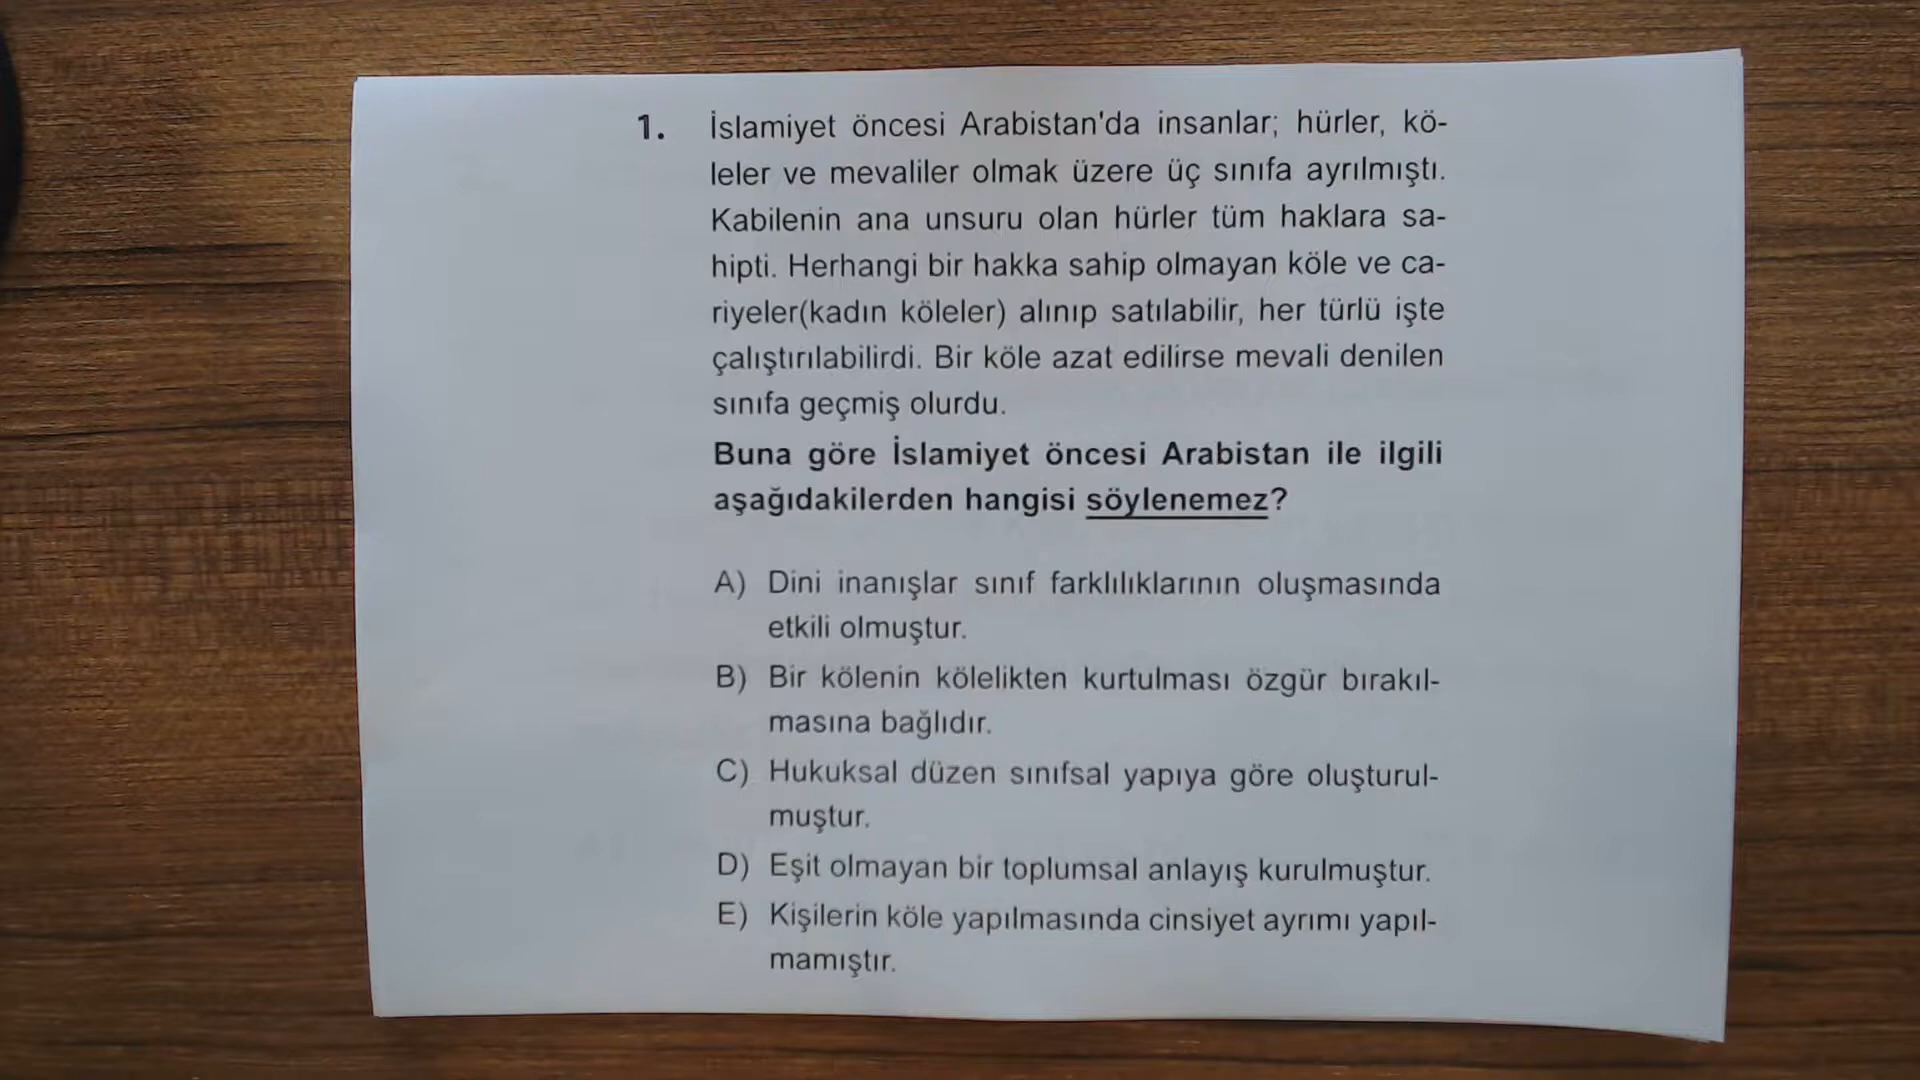 1. İslamiyet öncesi Arabistan'da insanlar; hürler, kö-
leler ve mevaliler olmak üzere üç sınıfa ayrılmıştı.
Kabilenin ana unsuru olan hürler tüm haklara sa-
hipti. Herhangi bir hakka sahip olmayan köle ve ca-
riyeler(kadın köleler) alınıp satılabilir, her türlü işte
çalıştırılabilirdi. Bir köle azat edilirse mevali denilen
sınıfa geçmiş olurdu.
Buna göre İslamiyet öncesi Arabistan ile ilgili
aşağıdakilerden hangisi söylenemez?
A) Dini inanışlar sınıf farklılıklarının oluşmasında
etkili olmuştur.
B) Bir kölenin kölelikten kurtulması özgür bırakıl-
masına bağlıdır.
C) Hukuksal düzen sınıfsal yapıya göre oluşturul-
muştur.
D) Eşit olmayan bir toplumsal anlayış kurulmuştur.
E) Kişilerin köle yapılmasında cinsiyet ayrımı yapıl-
mamıştır.